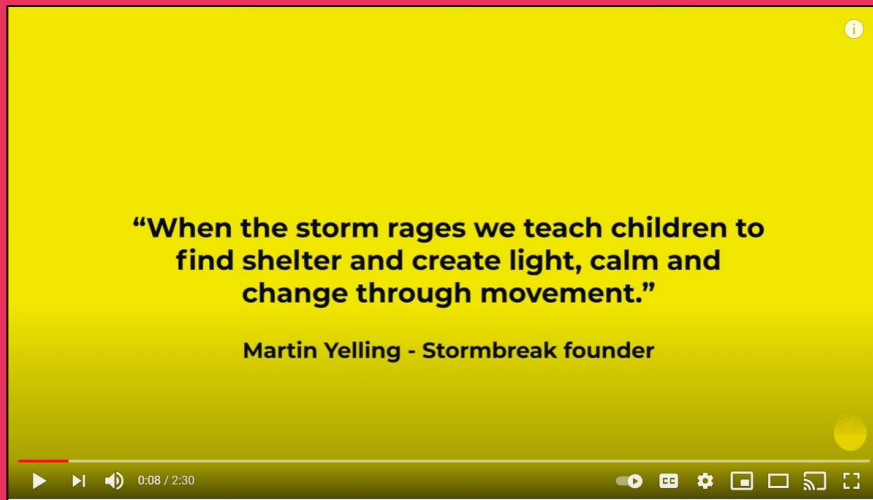 “When the storm rages we teach children to
find shelter and create light, calm and
change through movement.”
Martin Yelling - Stormbreak founder
0:08 / 2:30
CC